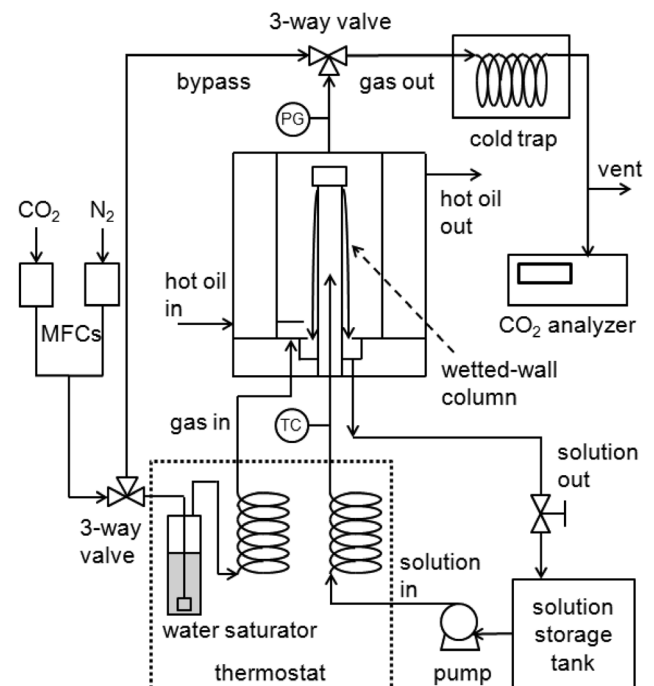 3-way valve
bypass
gas out
PG
cold trap
vent
hot oil
out
CO₂
N₂
hot oil
in
MFCs
CO₂ analyzer
wetted-wall
column
gas in
TC
solution
out
3-way
valve
solution
in
water saturator
solution
storage
tank
thermostat
pump